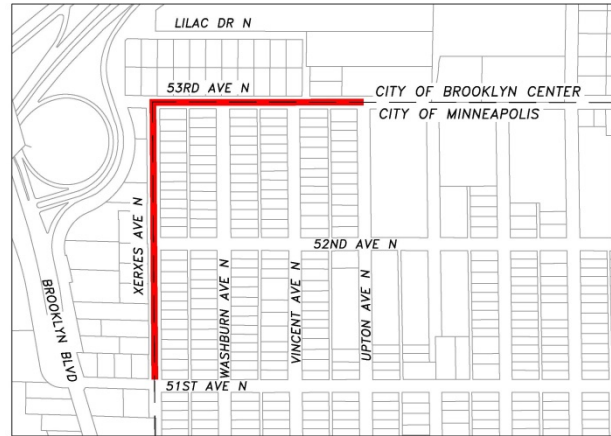 LILAC DR N
53RD AVE N
CITY OF BROOKLYN CENTER
CITY OF MINNEAPOLIS
XERXES AVE N
52ND AVE N
BROOKLYN BLVD
WASHBURN AVE N
VINCENT AVE N
UPTON AVE N
51ST AVE N